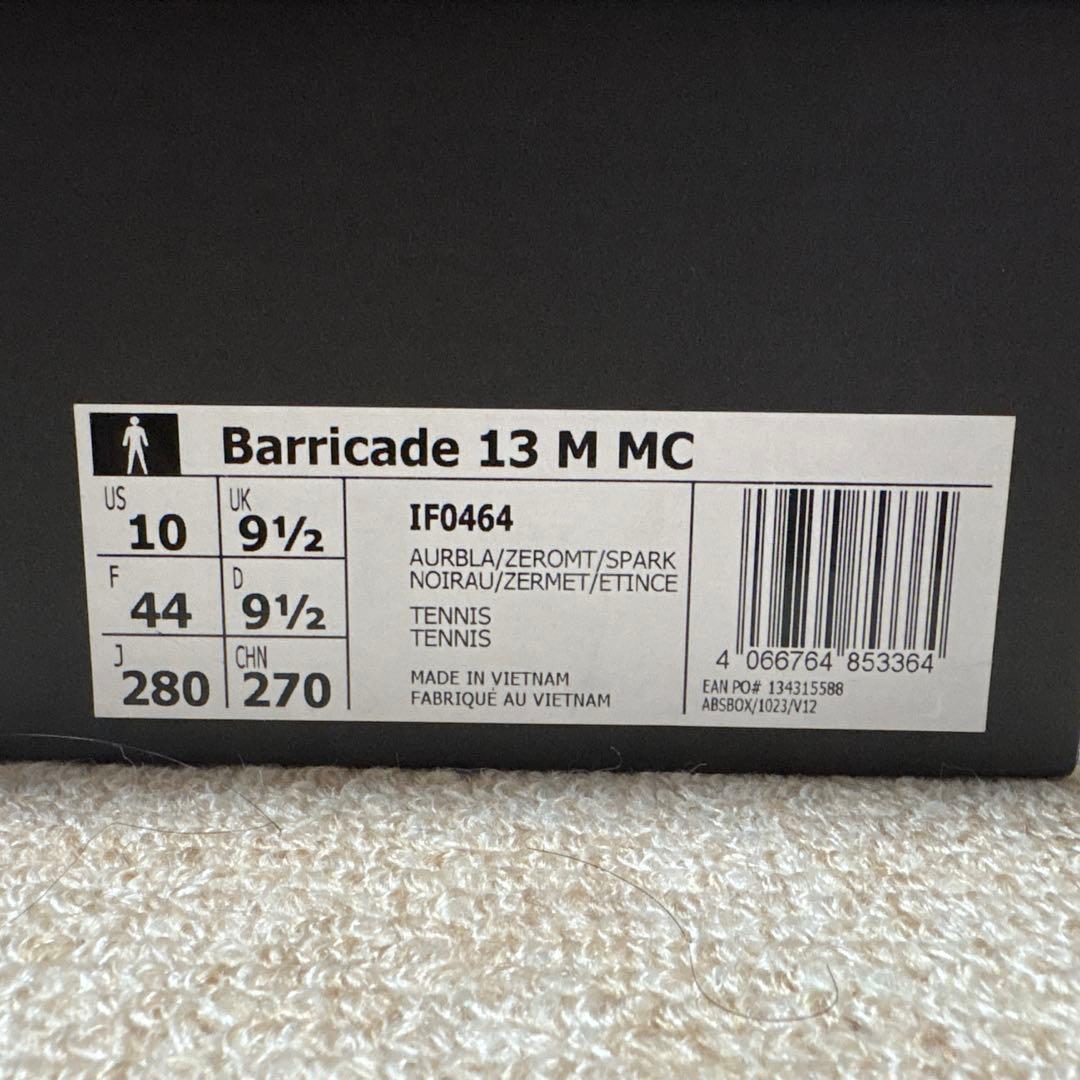 Barricade 13 M MC
US 10
UK 9½
F 44
D 9½
J 280
CHN 270
IF0464
AURBLA/ZEROMT/SPARK
NOIRAU/ZERMET/ETINCE
TENNIS
TENNIS
MADE IN VIETNAM
FABRIQUÉ AU VIETNAM
4 066764 853364
EAN PO# 134315588
ABSBOX/1023/V12